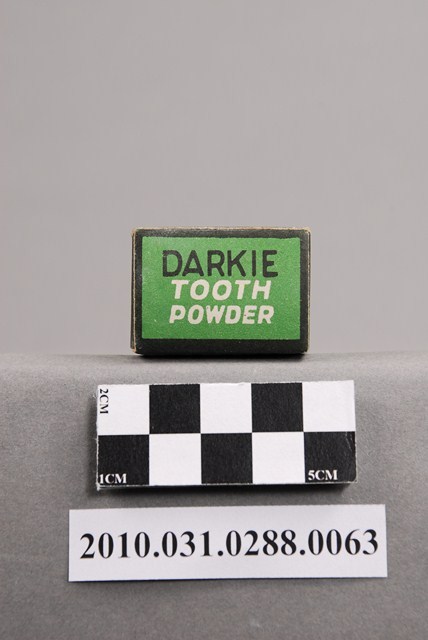 DARKIE
TOOTH
POWDER
2CM
1CM 5CM
2010.031.0288.0063